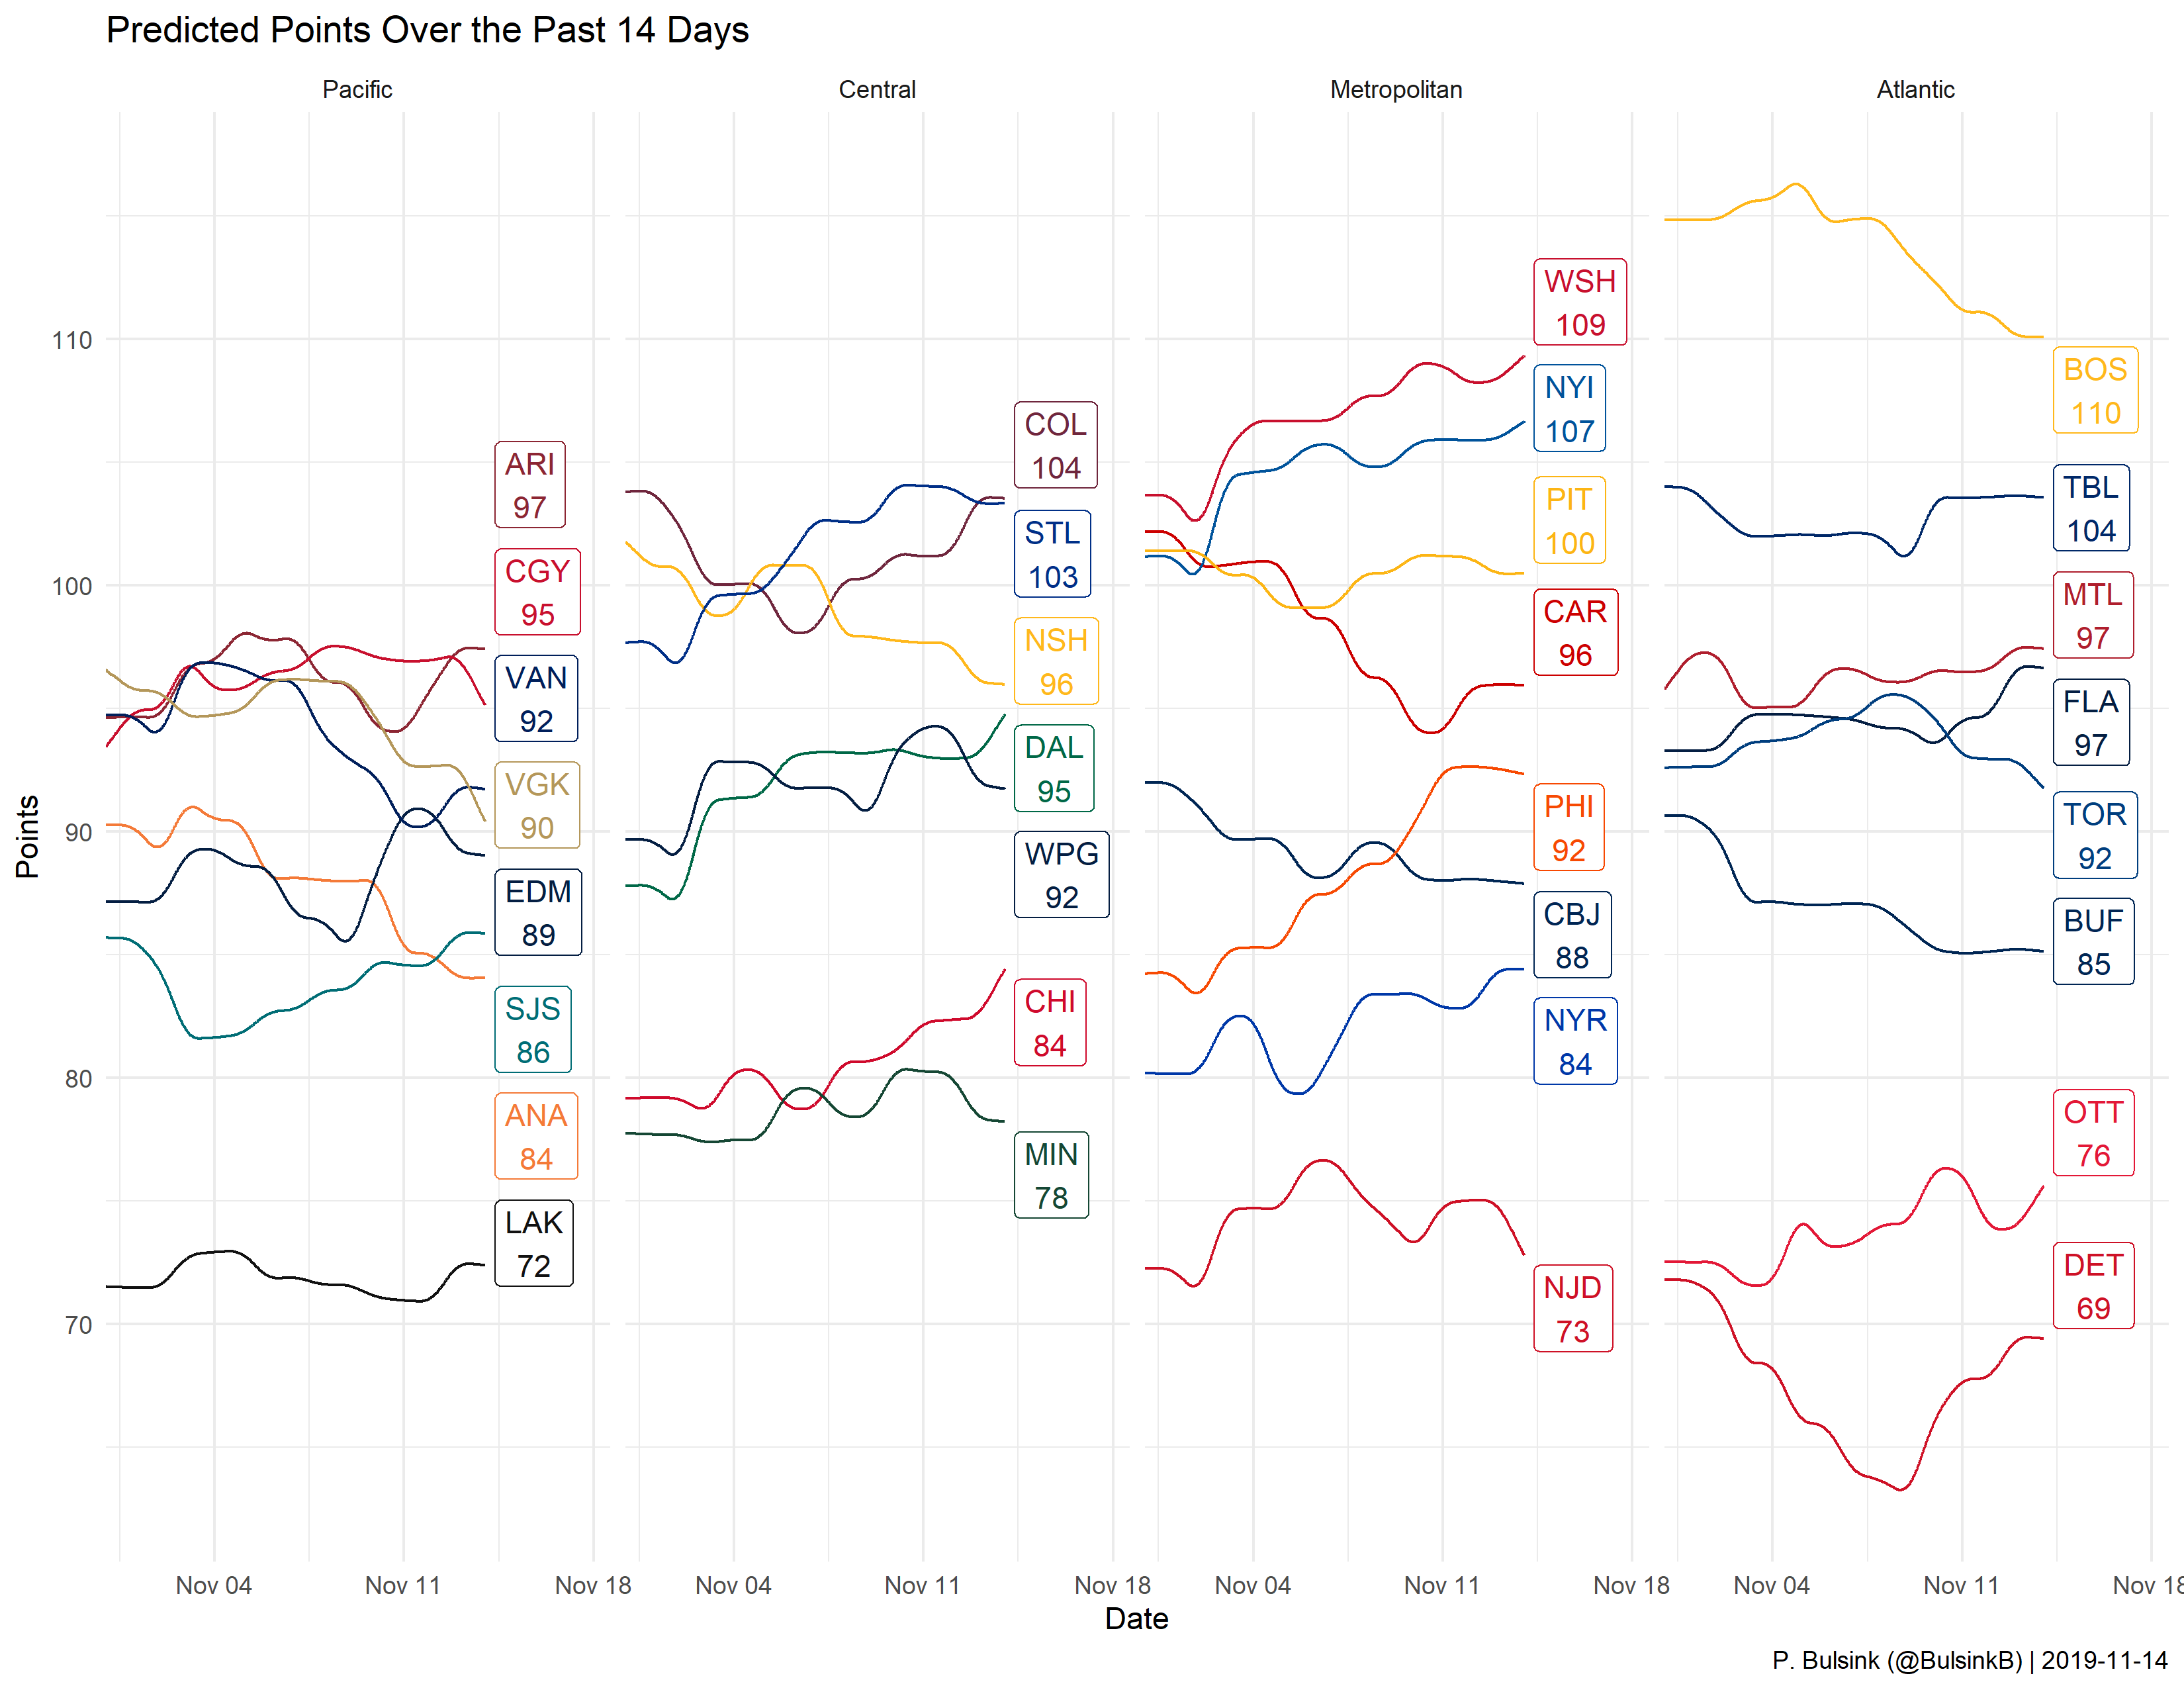 Predicted Points Over the Past 14 Days
Pacific
Central
Metropolitan
Atlantic
Points
110
100
90
80
70
ARI
97
CGY
95
VAN
92
VGK
90
EDM
89
SJS
86
ANA
84
LAK
72
COL
104
STL
103
NSH
96
DAL
95
WPG
92
CHI
84
MIN
78
WSH
109
NYI
107
PIT
100
CAR
96
PHI
92
CBJ
88
NYR
84
NJD
73
BOS
110
TBL
104
MTL
97
FLA
97
TOR
92
BUF
85
OTT
76
DET
69
Nov 04 Nov 11 Nov 18
Nov 04 Nov 11 Nov 18
Nov 04 Nov 11 Nov 18
Nov 04 Nov 11 Nov 18
Date
P. Bulsink (@BulsinkB) | 2019-11-14